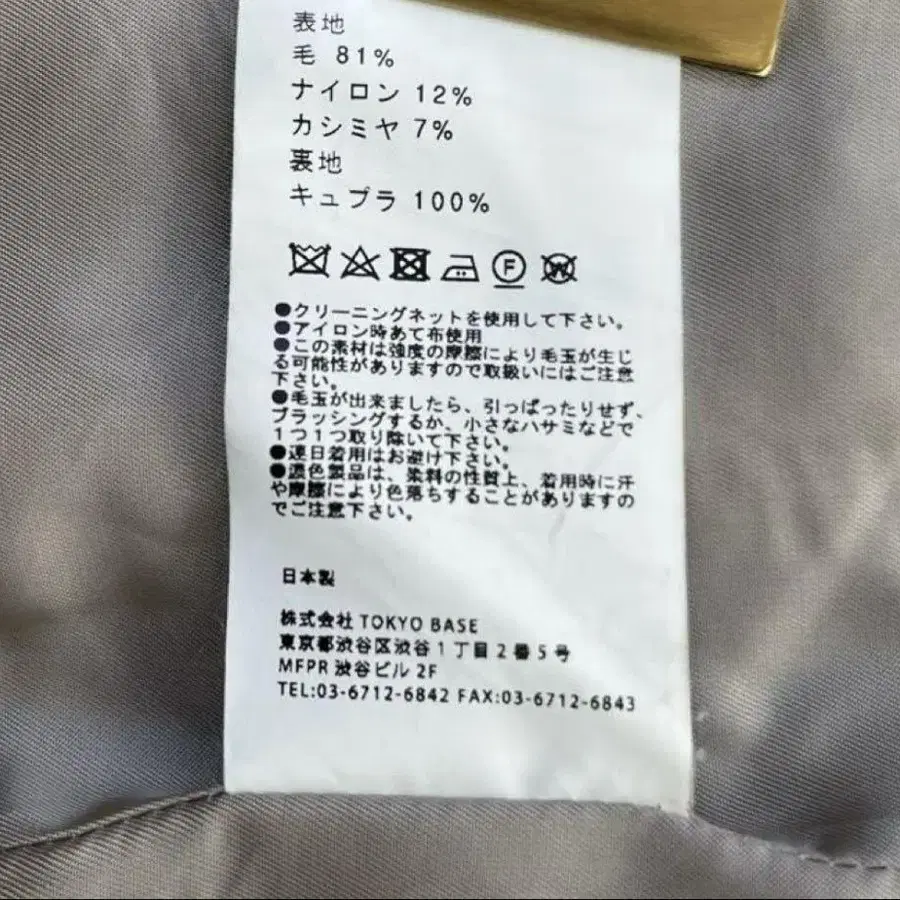 表地
毛 81%
ナイロン 12%
カシミヤ 7%
裏地
キュプラ 100%
F
W
●クリーニングネットを使用して下さい。
●アイロン時あて布使用
●この素材は強度の摩擦により毛玉が生じ
る可能性がありますので取扱いにはご注意
下さい。
●毛玉が出来ましたら、引っぱったりせず、
ブラッシングするか、小さなハサミなどで
1つ1つ取り除いて下さい。
●連日着用はお避け下さい。
●濃色製品は、染料の性質上、着用時に汗
や摩擦により色落ちすることがありますの
でご注意下さい。
日本製
株式会社 TOKYO BASE
東京都渋谷区渋谷1丁目2番5号
MFPR 渋谷ビル 2F
TEL:03-6712-6842 FAX:03-6712-6843